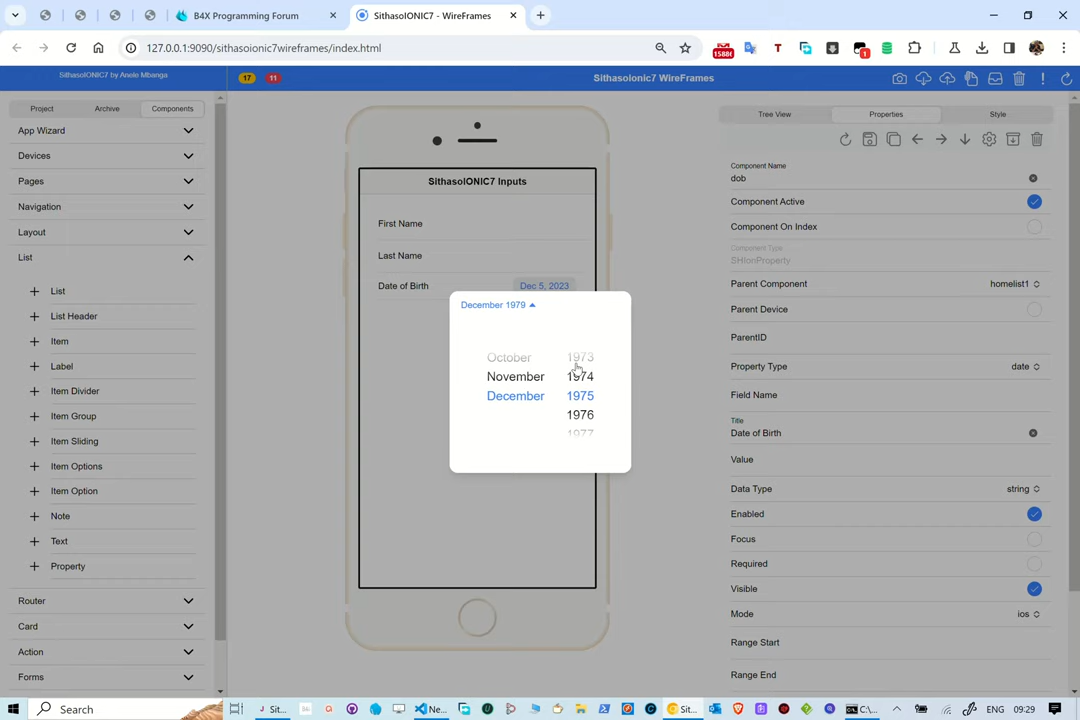 B4X Programming Forum
SithasoIONIC7 - WireFrames
127.0.0.1:9090/sithasoionic7wireframes/index.html
1588
1
SithasoIONIC7 by Anele Mbanga
17
11
SithasoIonic7 WireFrames
Project
Archive
Components
App Wizard
Devices
Pages
Navigation
Layout
List
List
List Header
Item
Label
Item Divider
Item Group
Item Sliding
Item Options
Item Option
Note
Text
Property
Router
Card
Action
Forms
SithasoIONIC7 Inputs
First Name
Last Name
Date of Birth
Dec 5, 2023
December 1979
October 1973
November 1974
December 1975
1976
1977
Tree View
Properties
Style
Component Name
dob
Component Active
Component On Index
Component Type
SHIonProperty
Parent Component
homelist1
Parent Device
ParentID
Property Type
date
Field Name
Title
Date of Birth
Value
Data Type
string
Enabled
Focus
Required
Visible
Mode
ios
Range Start
Range End
Search
Sit...
Ne...
Sit...
C:\...
ENG
09:29